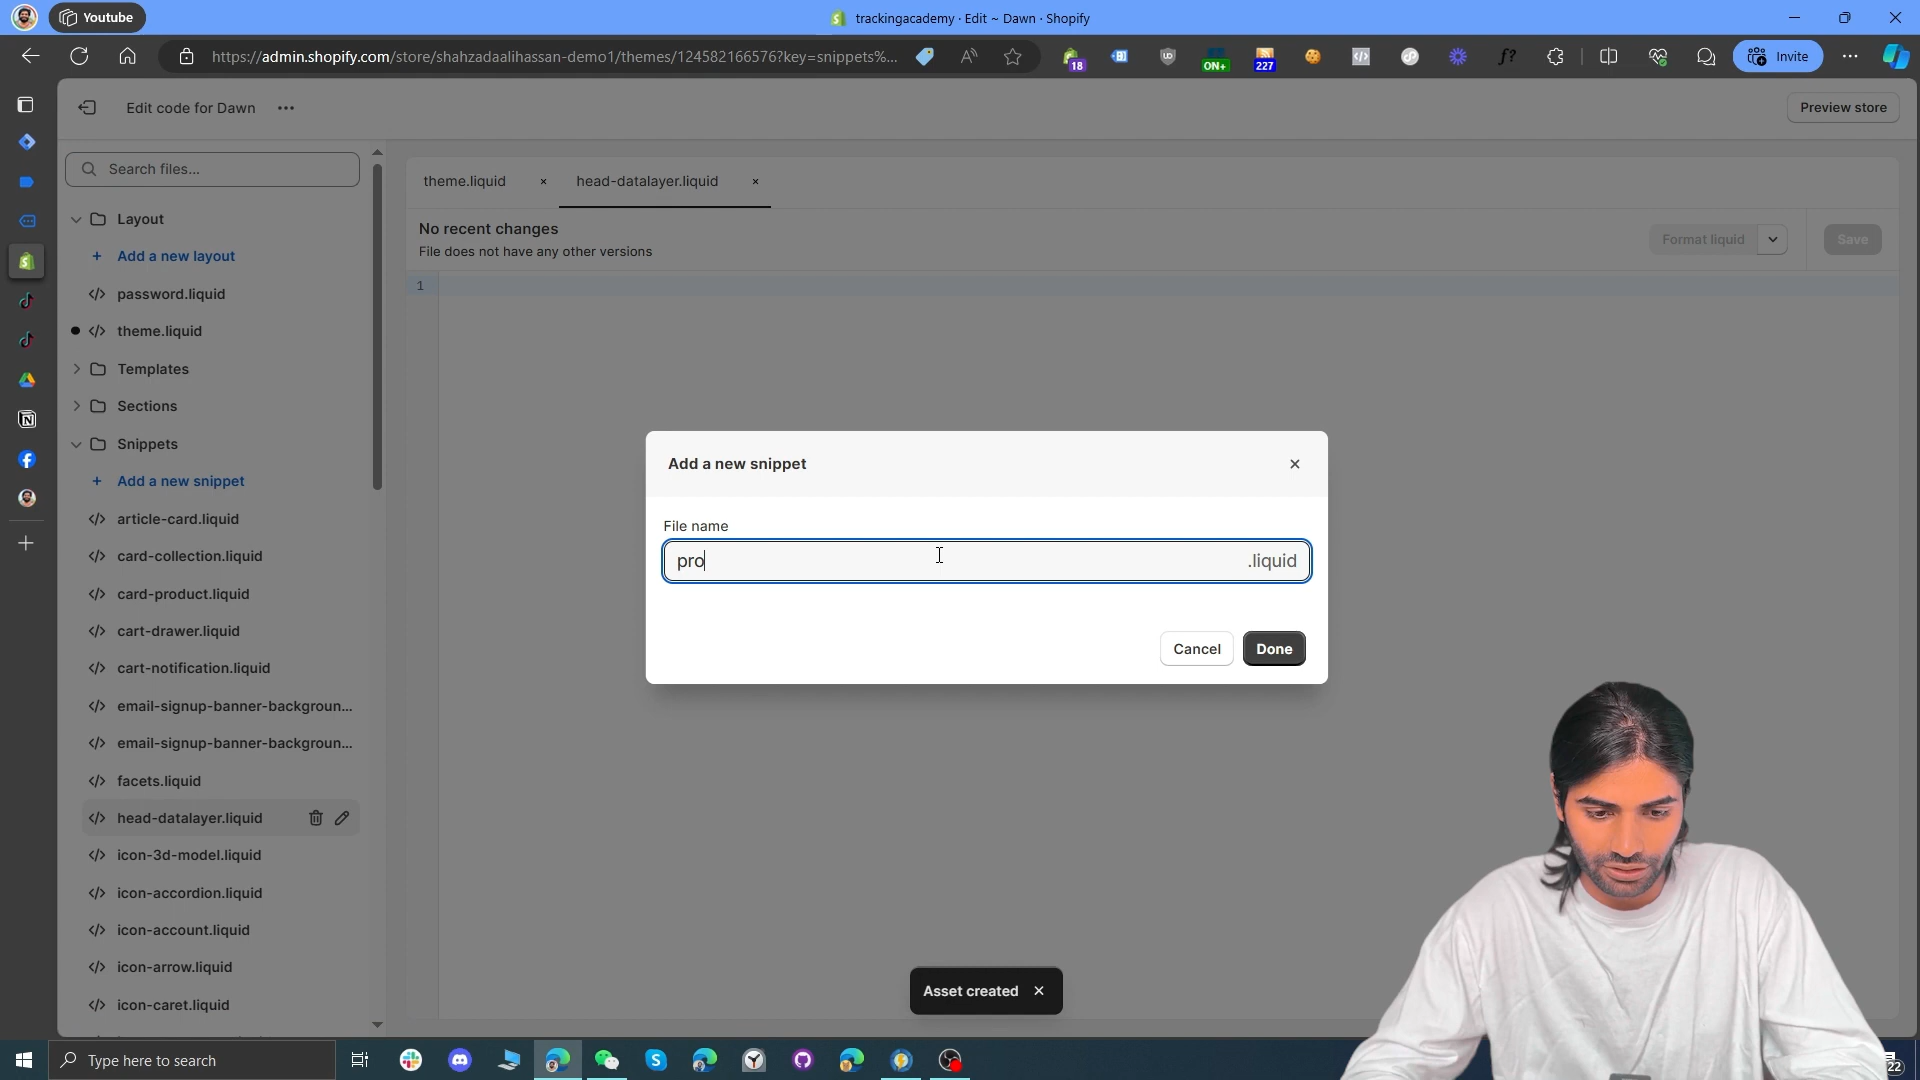 Youtube
trackingacademy · Edit ~ Dawn · Shopify
https://admin.shopify.com/store/shahzadaalihassan-demo1/themes/124582166576?key=snippets%...
18
ON+
227
Invite
Edit code for Dawn
Preview store
Search files...
Layout
+ Add a new layout
</> password.liquid
</> theme.liquid
Templates
Sections
Snippets
+ Add a new snippet
</> article-card.liquid
</> card-collection.liquid
</> card-product.liquid
</> cart-drawer.liquid
</> cart-notification.liquid
</> email-signup-banner-backgroun...
</> email-signup-banner-backgroun...
</> facets.liquid
</> head-datalayer.liquid
</> icon-3d-model.liquid
</> icon-accordion.liquid
</> icon-account.liquid
</> icon-arrow.liquid
</> icon-caret.liquid
theme.liquid ×
head-datalayer.liquid ×
No recent changes
File does not have any other versions
Format liquid
Save
1
Add a new snippet
File name
pro .liquid
Cancel
Done
Asset created
Type here to search
22